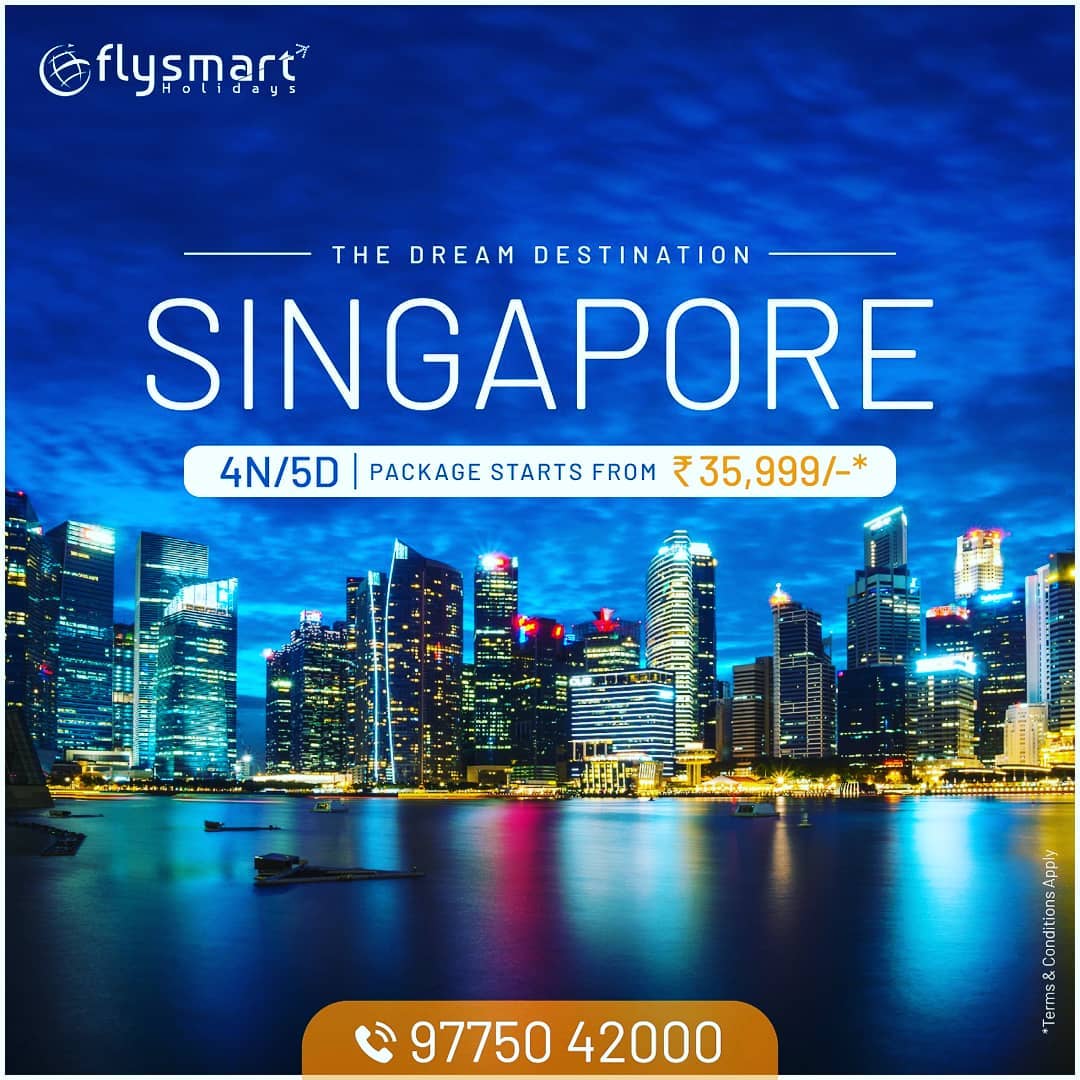 flysmart
Holidays
THE DREAM DESTINATION
SINGAPORE
4N/5D | PACKAGE STARTS FROM ₹35,999/-*
*Terms & Conditions Apply
97750 42000